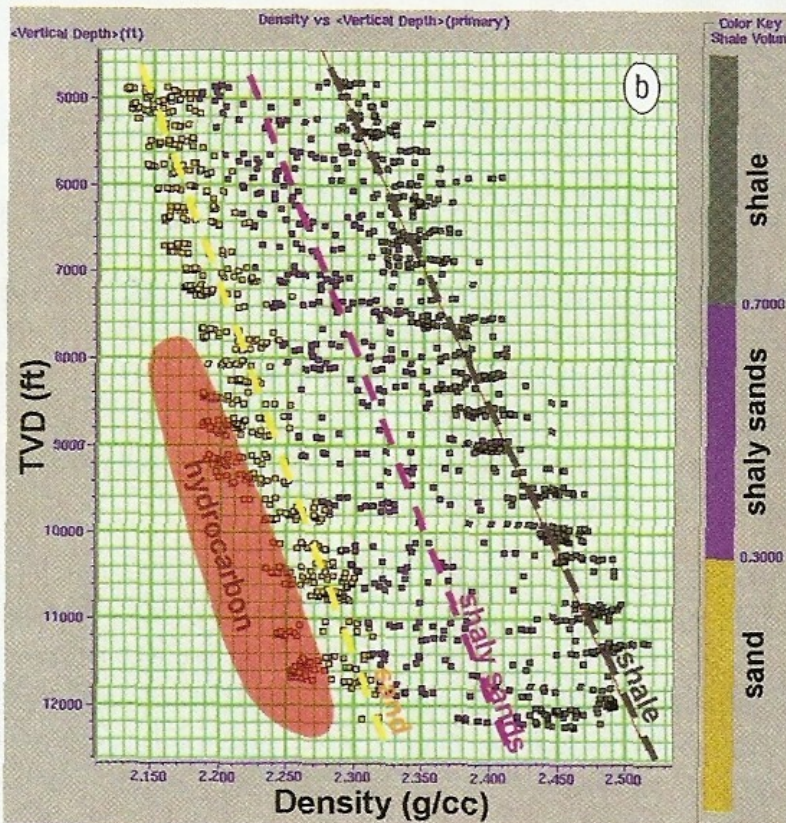 Density vs <Vertical Depth>(primary)
<Vertical Depth>(ft)
Color Key
Shale Volum
b
5000
6000
7000
8000
9000
10000
11000
12000
TVD (ft)
hydrocarbon
sand
shaly sands
shale
2.150
2.200
2.250
2.300
2.350
2.400
2.450
2.500
Density (g/cc)
shale
0.7000
shaly sands
0.3000
sand